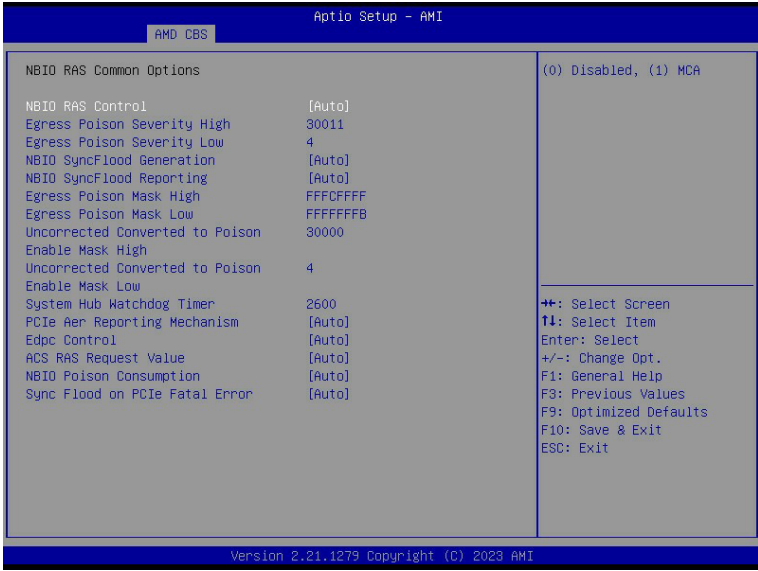 Aptio Setup - AMI
AMD CBS
NBIO RAS Common Options
(0) Disabled, (1) MCA
NBIO RAS Control [Auto]
Egress Poison Severity High 30011
Egress Poison Severity Low 4
NBIO SyncFlood Generation [Auto]
NBIO SyncFlood Reporting [Auto]
Egress Poison Mask High FFFCFFFF
Egress Poison Mask Low FFFFFFFB
Uncorrected Converted to Poison 30000
Enable Mask High
Uncorrected Converted to Poison 4
Enable Mask Low
System Hub Watchdog Timer 2600
PCIe Aer Reporting Mechanism [Auto]
Edpc Control [Auto]
ACS RAS Request Value [Auto]
NBIO Poison Consumption [Auto]
Sync Flood on PCIe Fatal Error [Auto]
→←: Select Screen
↑↓: Select Item
Enter: Select
+/-: Change Opt.
F1: General Help
F3: Previous Values
F9: Optimized Defaults
F10: Save & Exit
ESC: Exit
Version 2.21.1279 Copyright (C) 2023 AMI